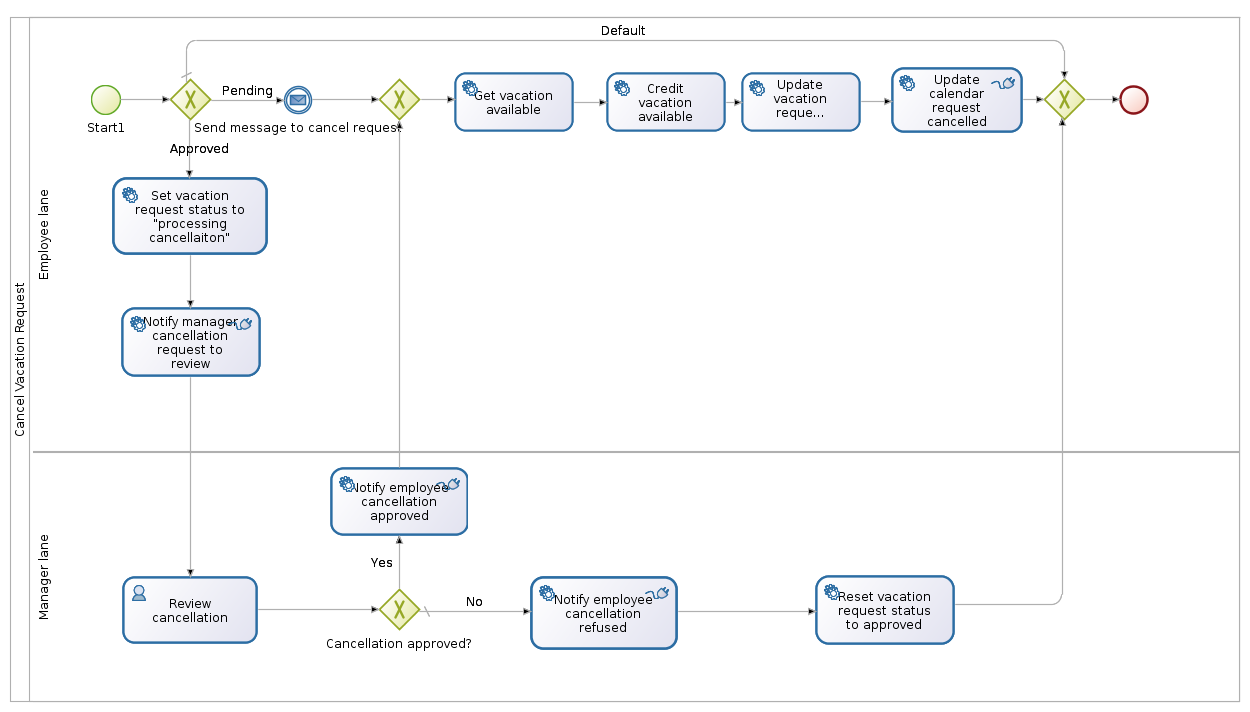 Default
Pending
Start1
Send message to cancel request
Get vacation
available
Credit
vacation
available
Update
vacation
reque...
Update
calendar
request
cancelled
Approved
Set vacation
request status to
"processing
cancellaiton"
Notify manager
cancellation
request to
review
Employee lane
Cancel Vacation Request
Notify employee
cancellation
approved
Yes
Manager lane
Review
cancellation
Cancellation approved?
No
Notify employee
cancellation
refused
Reset vacation
request status
to approved